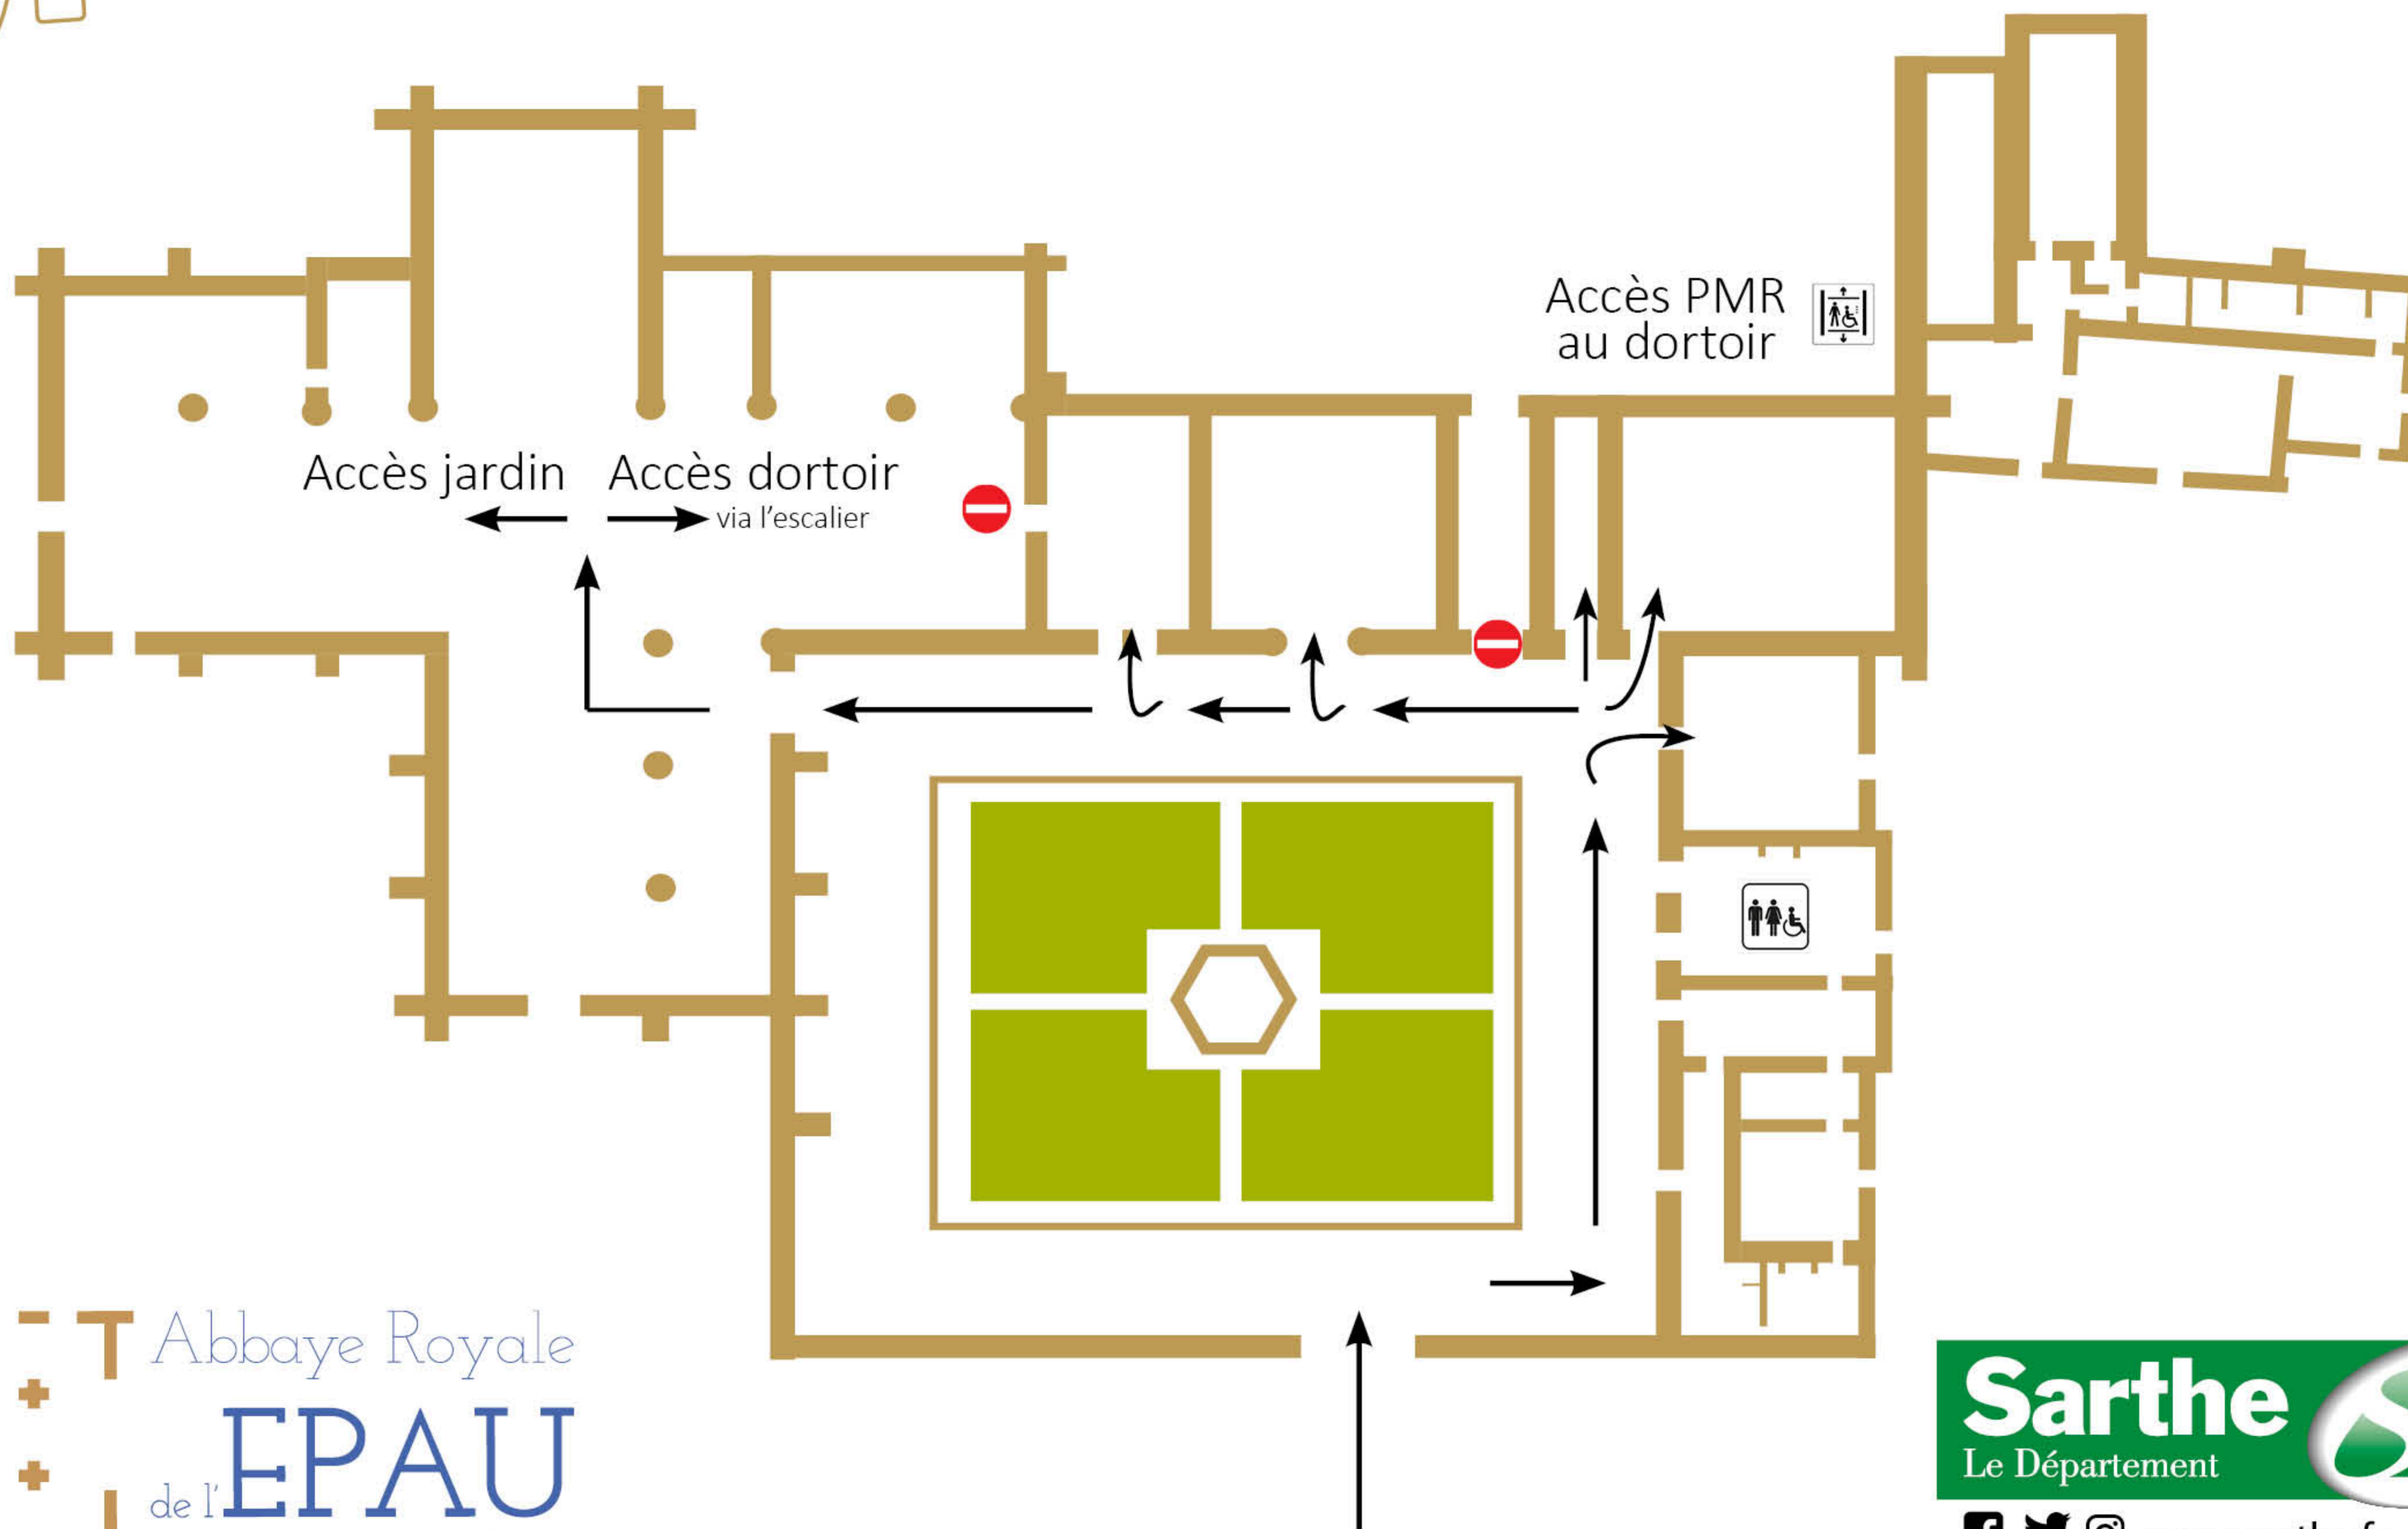 Accès PMR
au dortoir
Accès jardin
Accès dortoir
via l'escalier
Abbaye Royale
de l'EPAU
Sarthe
Le Département